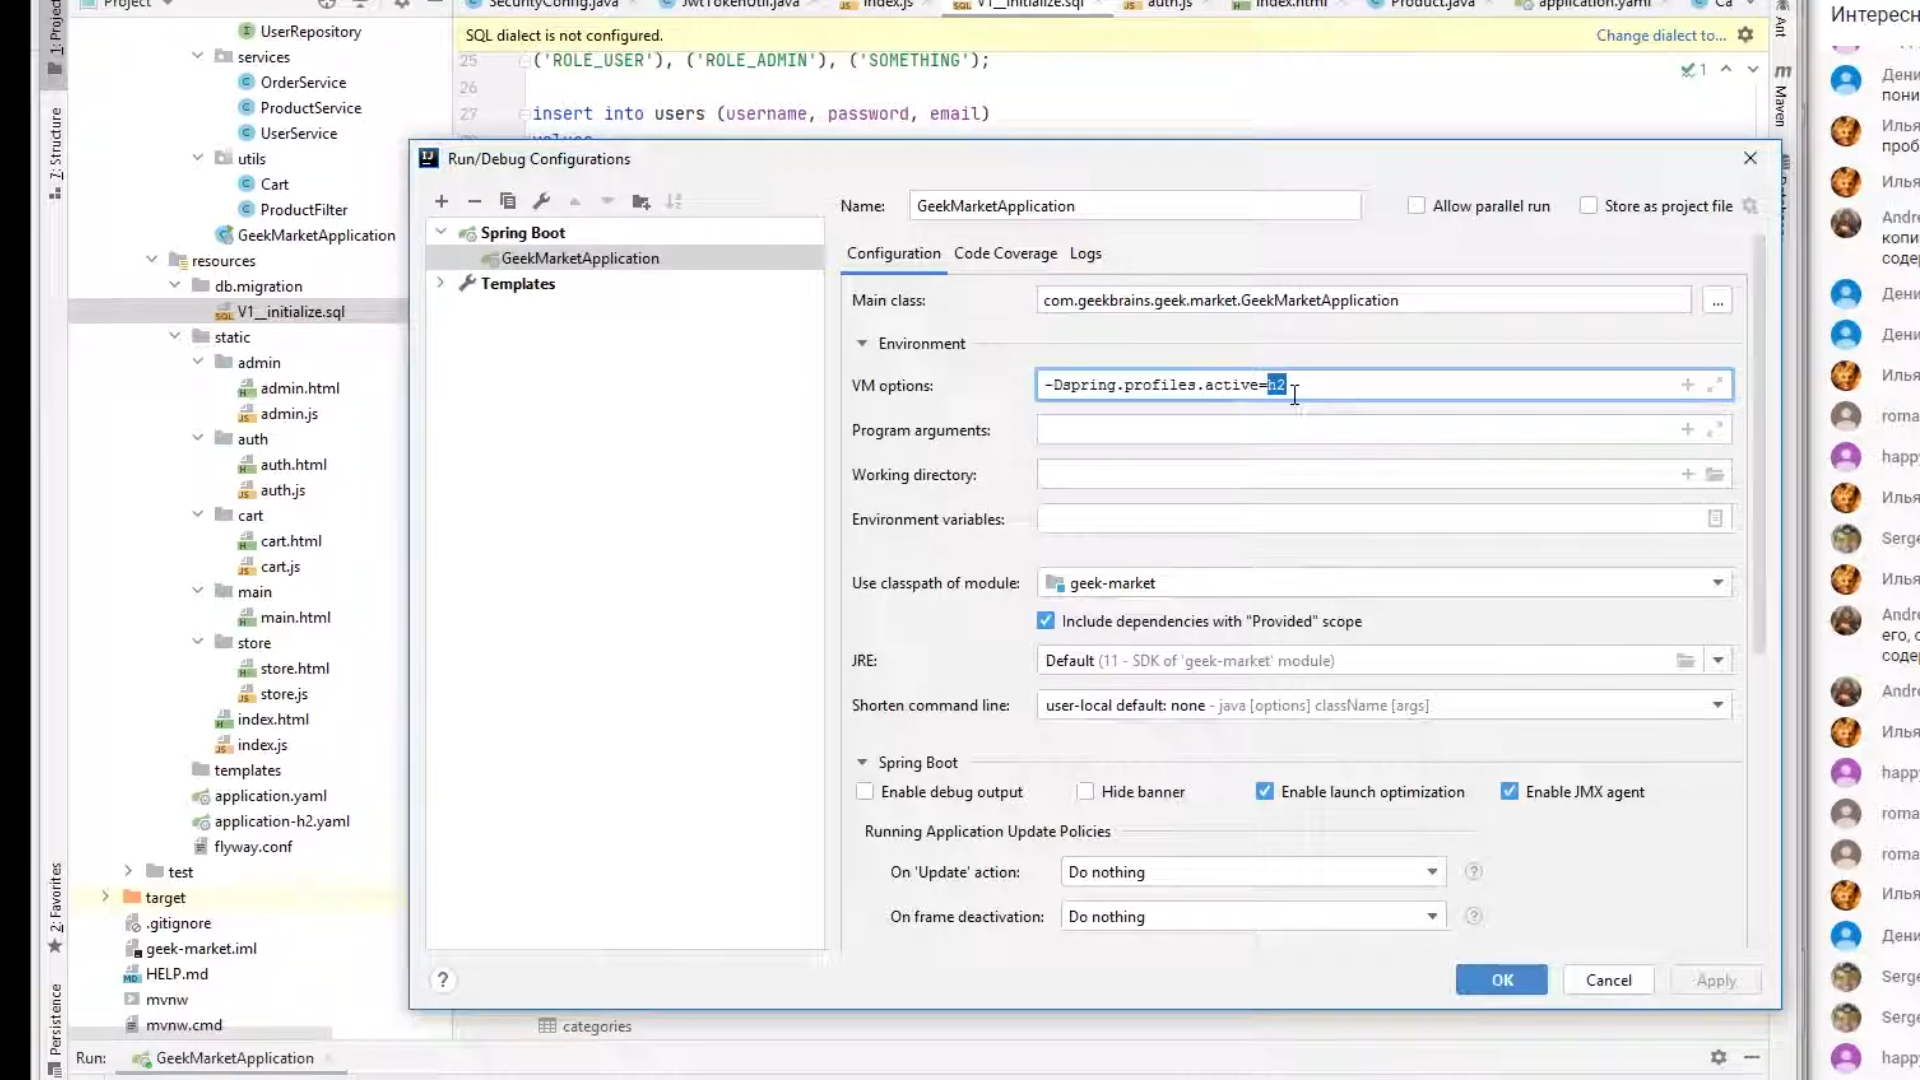 Project
SecurityConfig.java
JwtTokenUtil.java
index.js
V1__initialize.sql
auth.js
index.html
Product.java
application.yaml
Ca
1: Project
7: Structure
2: Favorites
Persistence
Ant
Maven
UserRepository
services
OrderService
ProductService
UserService
utils
Cart
ProductFilter
GeekMarketApplication
resources
db.migration
V1__initialize.sql
static
admin
admin.html
admin.js
auth
auth.html
auth.js
cart
cart.html
cart.js
main
main.html
store
store.html
store.js
index.html
index.js
templates
application.yaml
application-h2.yaml
flyway.conf
test
target
.gitignore
geek-market.iml
HELP.md
mvnw
mvnw.cmd
SQL dialect is not configured.
Change dialect to...
25 ('ROLE_USER'), ('ROLE_ADMIN'), ('SOMETHING');
1
26
27 insert into users (username, password, email)
Run/Debug Configurations
Spring Boot
GeekMarketApplication
Templates
Name: GeekMarketApplication
Allow parallel run
Store as project file
Configuration Code Coverage Logs
Main class: com.geekbrains.geek.market.GeekMarketApplication ...
Environment
VM options: -Dspring.profiles.active=h2
Program arguments:
Working directory:
Environment variables:
Use classpath of module: geek-market
Include dependencies with "Provided" scope
JRE: Default (11 - SDK of 'geek-market' module)
Shorten command line: user-local default: none - java [options] className [args]
Spring Boot
Enable debug output Hide banner Enable launch optimization Enable JMX agent
Running Application Update Policies
On 'Update' action: Do nothing ?
On frame deactivation: Do nothing ?
? OK Cancel Apply
categories
Run: GeekMarketApplication
Интересн
Дени
пони
Илья
проб
Илья
Andre
копи
соде
Дени
Дени
Илья
roma
happy
Илья
Serge
Илья
Andre
его, с
соде
Andre
Илья
happy
roma
roma
Илья
Дени
Serge
Serge
happy